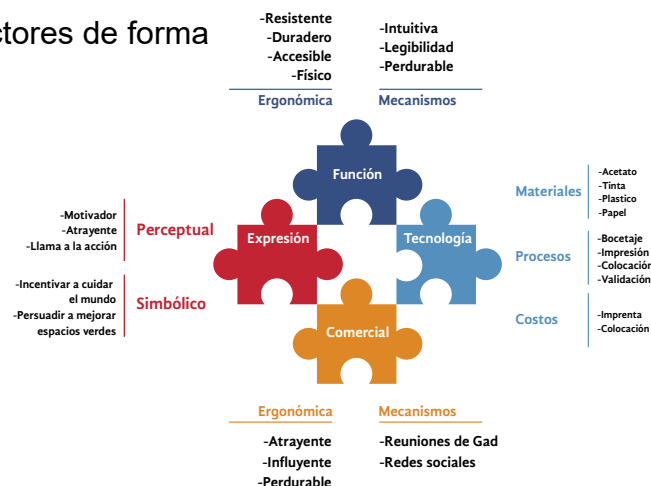 ctores de forma
-Resistente
-Duradero
-Accesible
-Físico
Ergonómica
-Intuitiva
-Legibilidad
-Perdurable
Mecanismos
Función
Expresión
Tecnología
Comercial
-Motivador
-Atrayente
-Llama a la acción
Perceptual
-Incentivar a cuidar
el mundo
-Persuadir a mejorar
espacios verdes
Simbólico
Materiales
-Acetato
-Tinta
-Plastico
-Papel
Procesos
-Bocetaje
-Impresión
-Colocación
-Validación
Costos
-Imprenta
-Colocación
Ergonómica
-Atrayente
-Influyente
-Perdurable
Mecanismos
-Reuniones de Gad
-Redes sociales